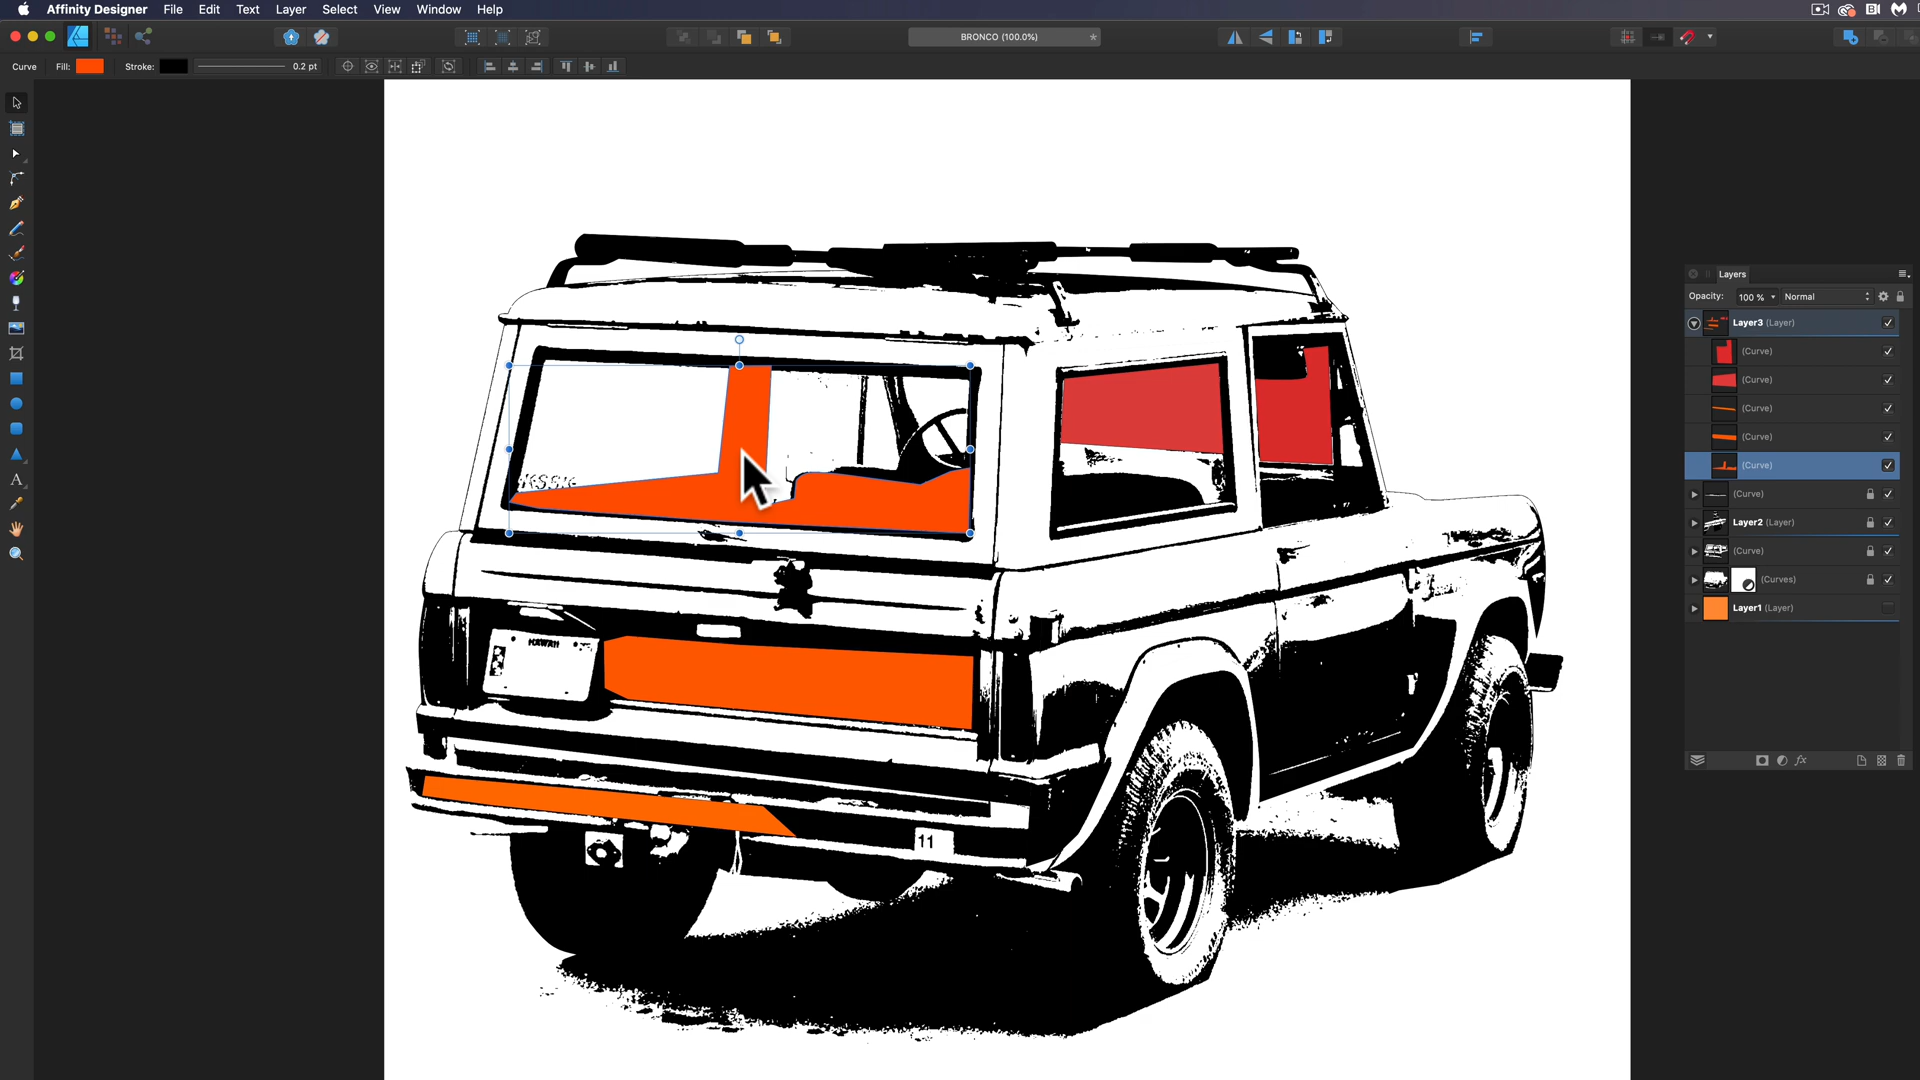 Affinity Designer File Edit Text Layer Select View Window Help
BRONCO (100.0%)
Curve Fill: Stroke: 0.2 pt
Layers
Opacity: 100 % Normal
Layer3 (Layer)
(Curve)
(Curve)
(Curve)
(Curve)
(Curve)
(Curve)
Layer2 (Layer)
(Curve)
(Curves)
Layer1 (Layer)
HAWAII
11